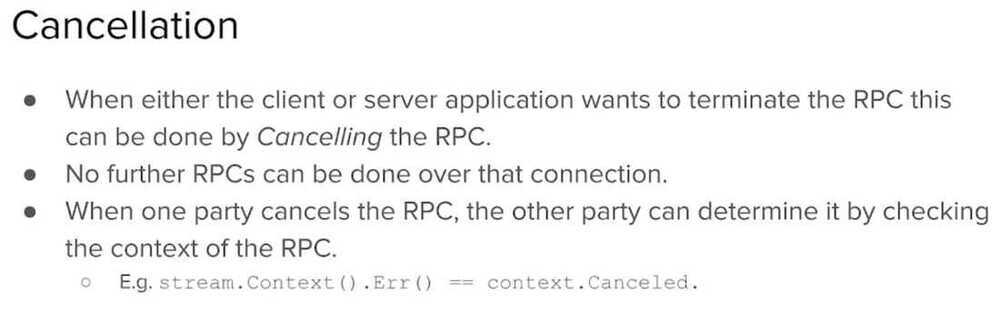 Cancellation
● When either the client or server application wants to terminate the RPC this
can be done by Cancelling the RPC.
● No further RPCs can be done over that connection.
● When one party cancels the RPC, the other party can determine it by checking
the context of the RPC.
○ E.g. stream.Context().Err() == context.Canceled.